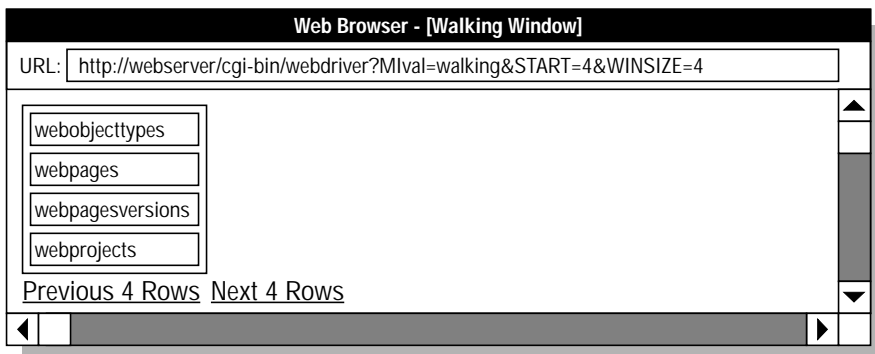 Web Browser - [Walking Window]
URL: http://webserver/cgi-bin/webdriver?MIval=walking&START=4&WINSIZE=4
webobjecttypes
webpages
webpagesversions
webprojects
Previous 4 Rows Next 4 Rows